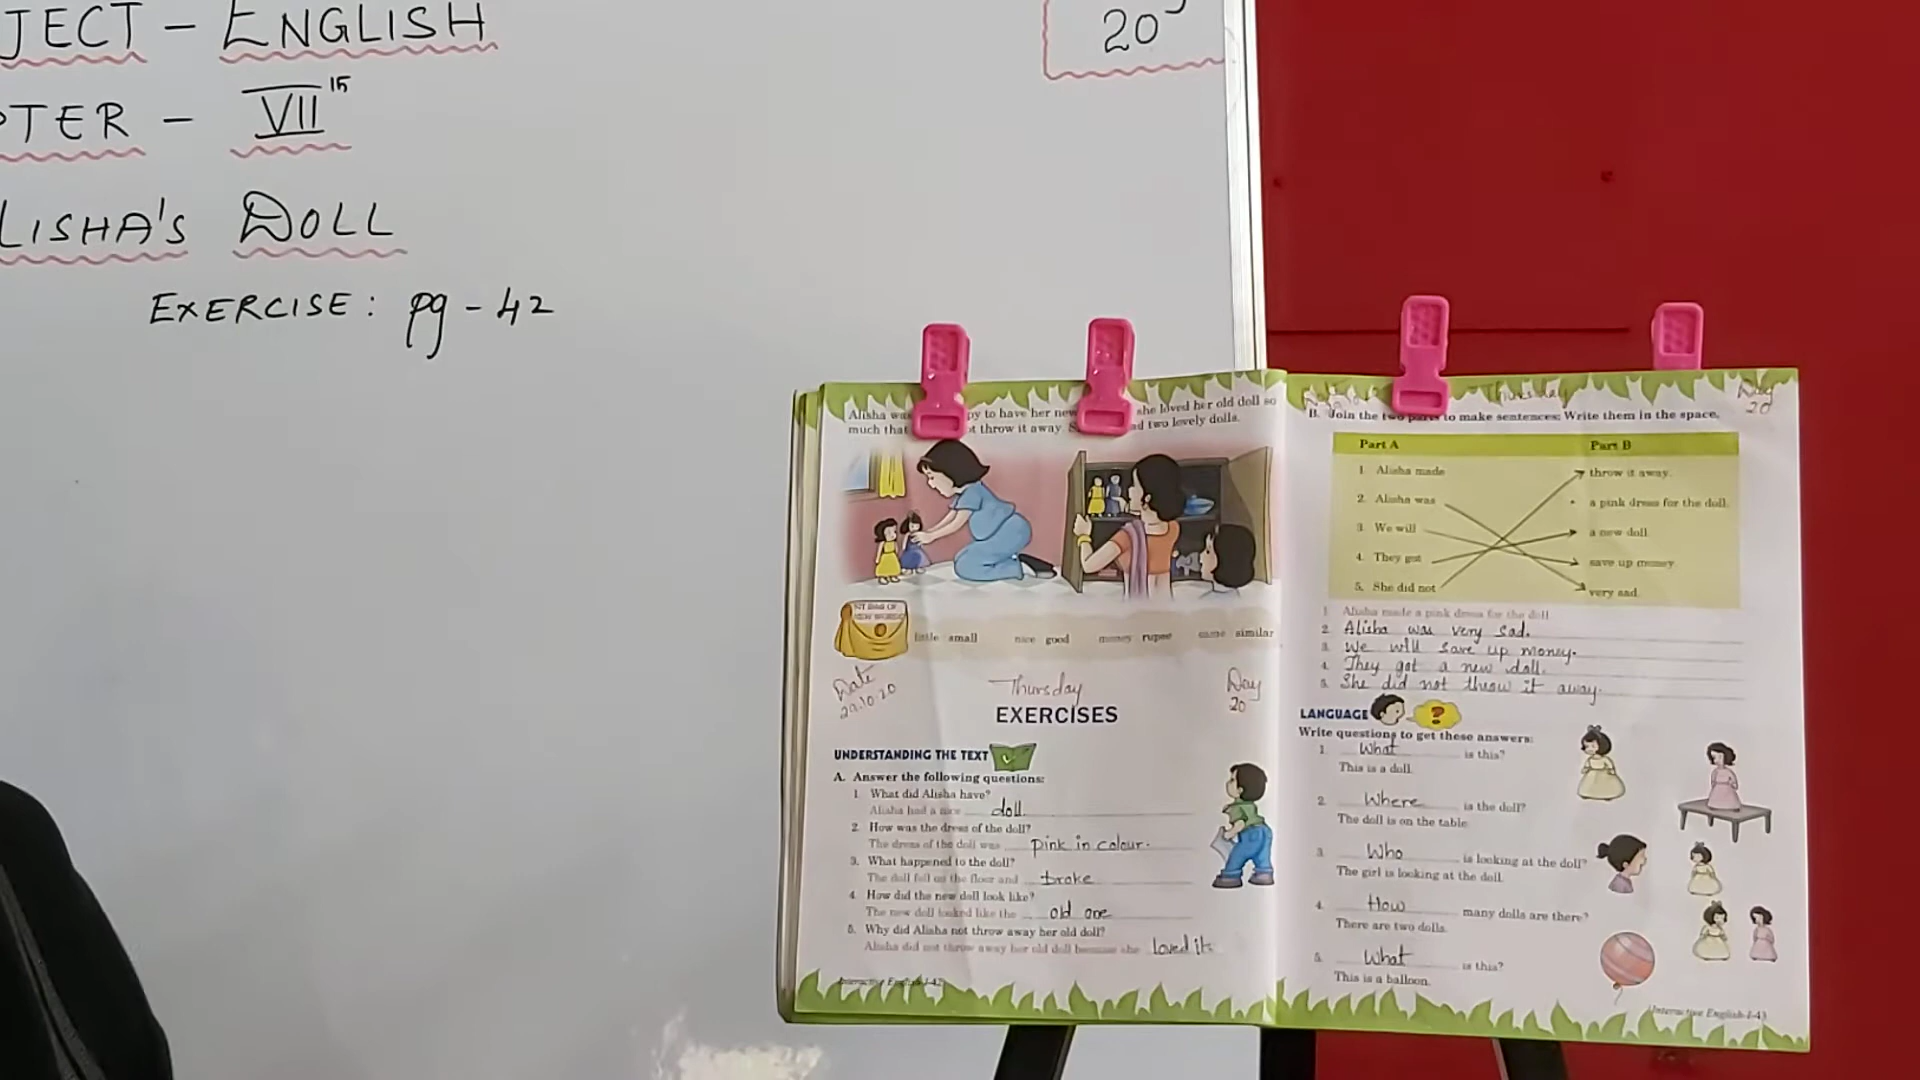 JECT - ENGLISH
PTER - VII 15
LISHA'S DOLL
EXERCISE: pg - 42
20
Alisha was py to have her new she loved her old doll so
much that t throw it away. S ad two lovely dolls.
little small nice good money rupee same similar
Date
29.10.20
Thursday
Day
20
EXERCISES
UNDERSTANDING THE TEXT
A. Answer the following questions:
1. What did Alisha have?
Alisha had a nice doll.
2. How was the dress of the doll?
The dress of the doll was pink in colour.
3. What happened to the doll?
The doll fell on the floor and broke
4. How did the new doll look like?
The new doll looked like the old one
5. Why did Alisha not throw away her old doll?
Alisha did not throw away her old doll because she loved it.
Interactive English-1-42
Thursday
Day
20
B. Join the two parts to make sentences; Write them in the space.
Part A Part B
1. Alisha made throw it away.
2. Alisha was a pink dress for the doll.
3. We will a new doll.
4. They got save up money.
5. She did not very sad.
1. Alisha made a pink dress for the doll
2. Alisha was very sad.
3. We will save up money.
4. They got a new doll.
5. She did not throw it away.
LANGUAGE ?
Write questions to get these answers:
1. What is this?
This is a doll.
2. Where is the doll?
The doll is on the table
3. Who is looking at the doll?
The girl is looking at the doll.
4. How many dolls are there?
There are two dolls.
5. What is this?
This is a balloon.
Interactive English-1-43